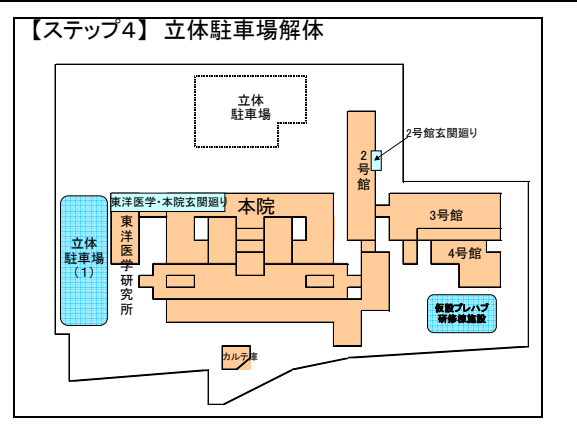 【ステップ４】 立体駐車場解体
立体
駐車場
2号館玄関廻り
2号館
東洋医学・本院玄関廻り
本院
東洋医学研究所
3号館
4号館
立体
駐車場
（1）
仮設プレハブ
研修棟施設
カルテ庫